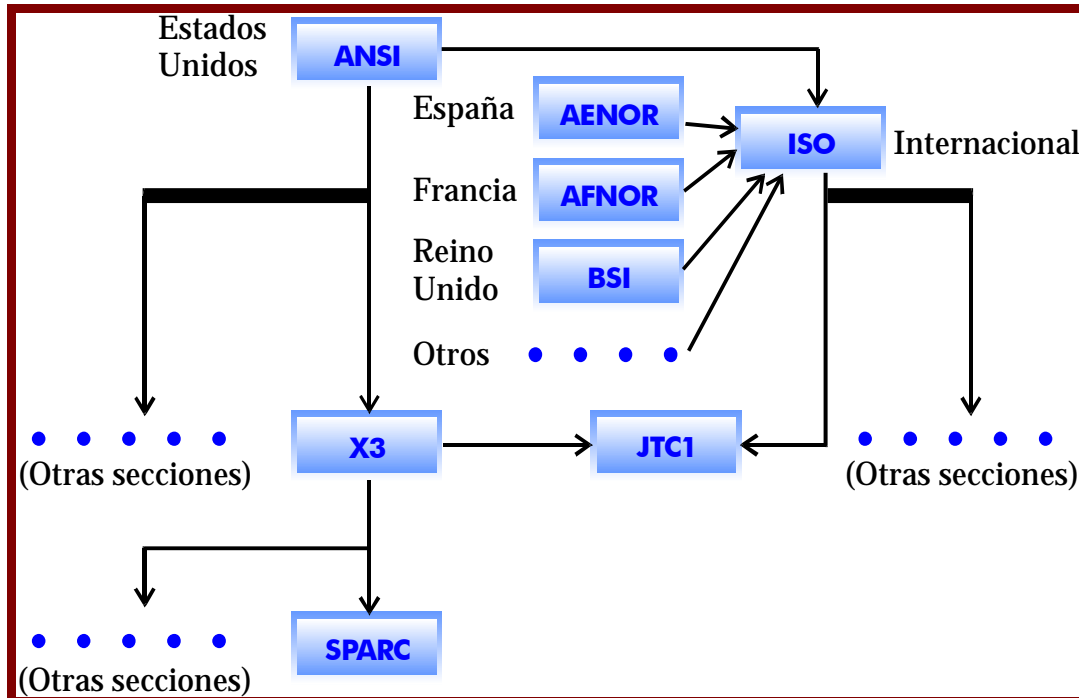 Estados
Unidos
ANSI
España
AENOR
ISO
Internacional
Francia
AFNOR
Reino
Unido
BSI
Otros
X3
JTC1
(Otras secciones)
(Otras secciones)
SPARC
(Otras secciones)